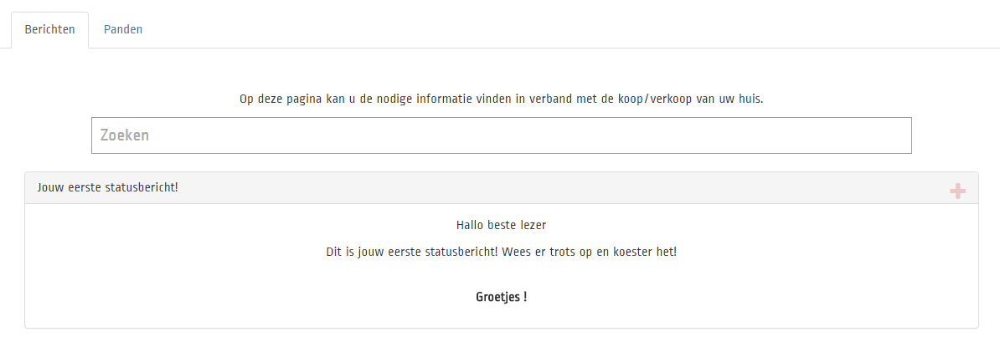 Berichten Panden
Op deze pagina kan u de nodige informatie vinden in verband met de koop/verkoop van uw huis.
Zoeken
Jouw eerste statusbericht!
Hallo beste lezer
Dit is jouw eerste statusbericht! Wees er trots op en koester het!
Groetjes !